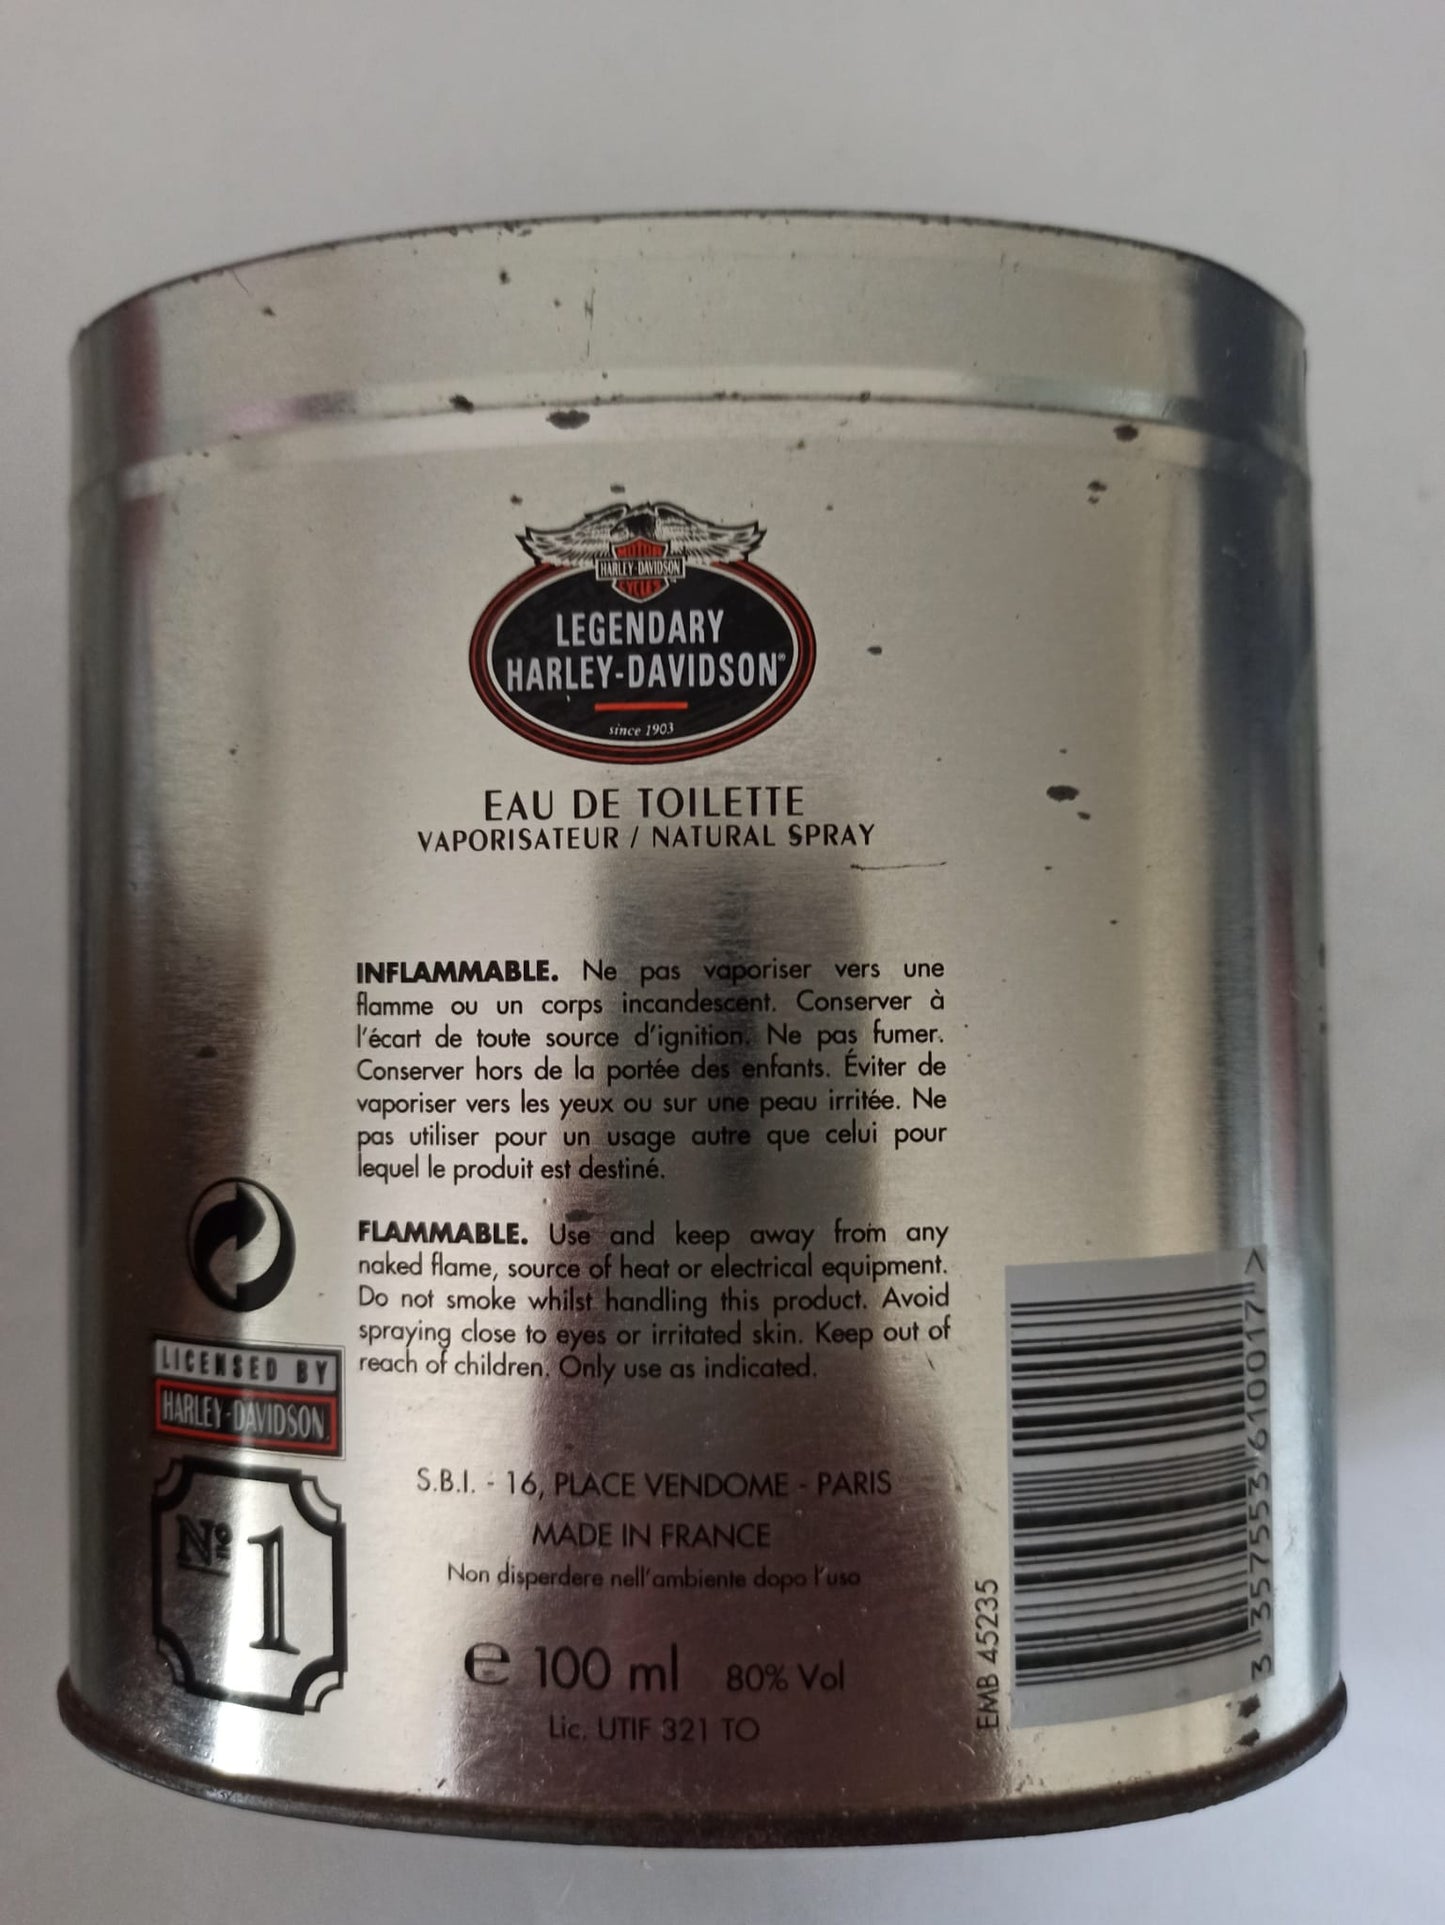 MOTOR
HARLEY-DAVIDSON
CYCLES
LEGENDARY
HARLEY-DAVIDSON®
since 1903
EAU DE TOILETTE
VAPORISATEUR / NATURAL SPRAY
INFLAMMABLE. Ne pas vaporiser vers une
flamme ou un corps incandescent. Conserver à
l'écart de toute source d'ignition. Ne pas fumer.
Conserver hors de la portée des enfants. Éviter de
vaporiser vers les yeux ou sur une peau irritée. Ne
pas utiliser pour un usage autre que celui pour
lequel le produit est destiné.
FLAMMABLE. Use and keep away from any
naked flame, source of heat or electrical equipment.
Do not smoke whilst handling this product. Avoid
spraying close to eyes or irritated skin. Keep out of
reach of children. Only use as indicated.
LICENSED BY
HARLEY-DAVIDSON
Nº 1
S.B.I. - 16, PLACE VENDOME - PARIS
MADE IN FRANCE
Non disperdere nell'ambiente dopo l'uso
e 100 ml 80% Vol
Lic. UTIF 321 TO
EMB 45235
3 357553 610017 >